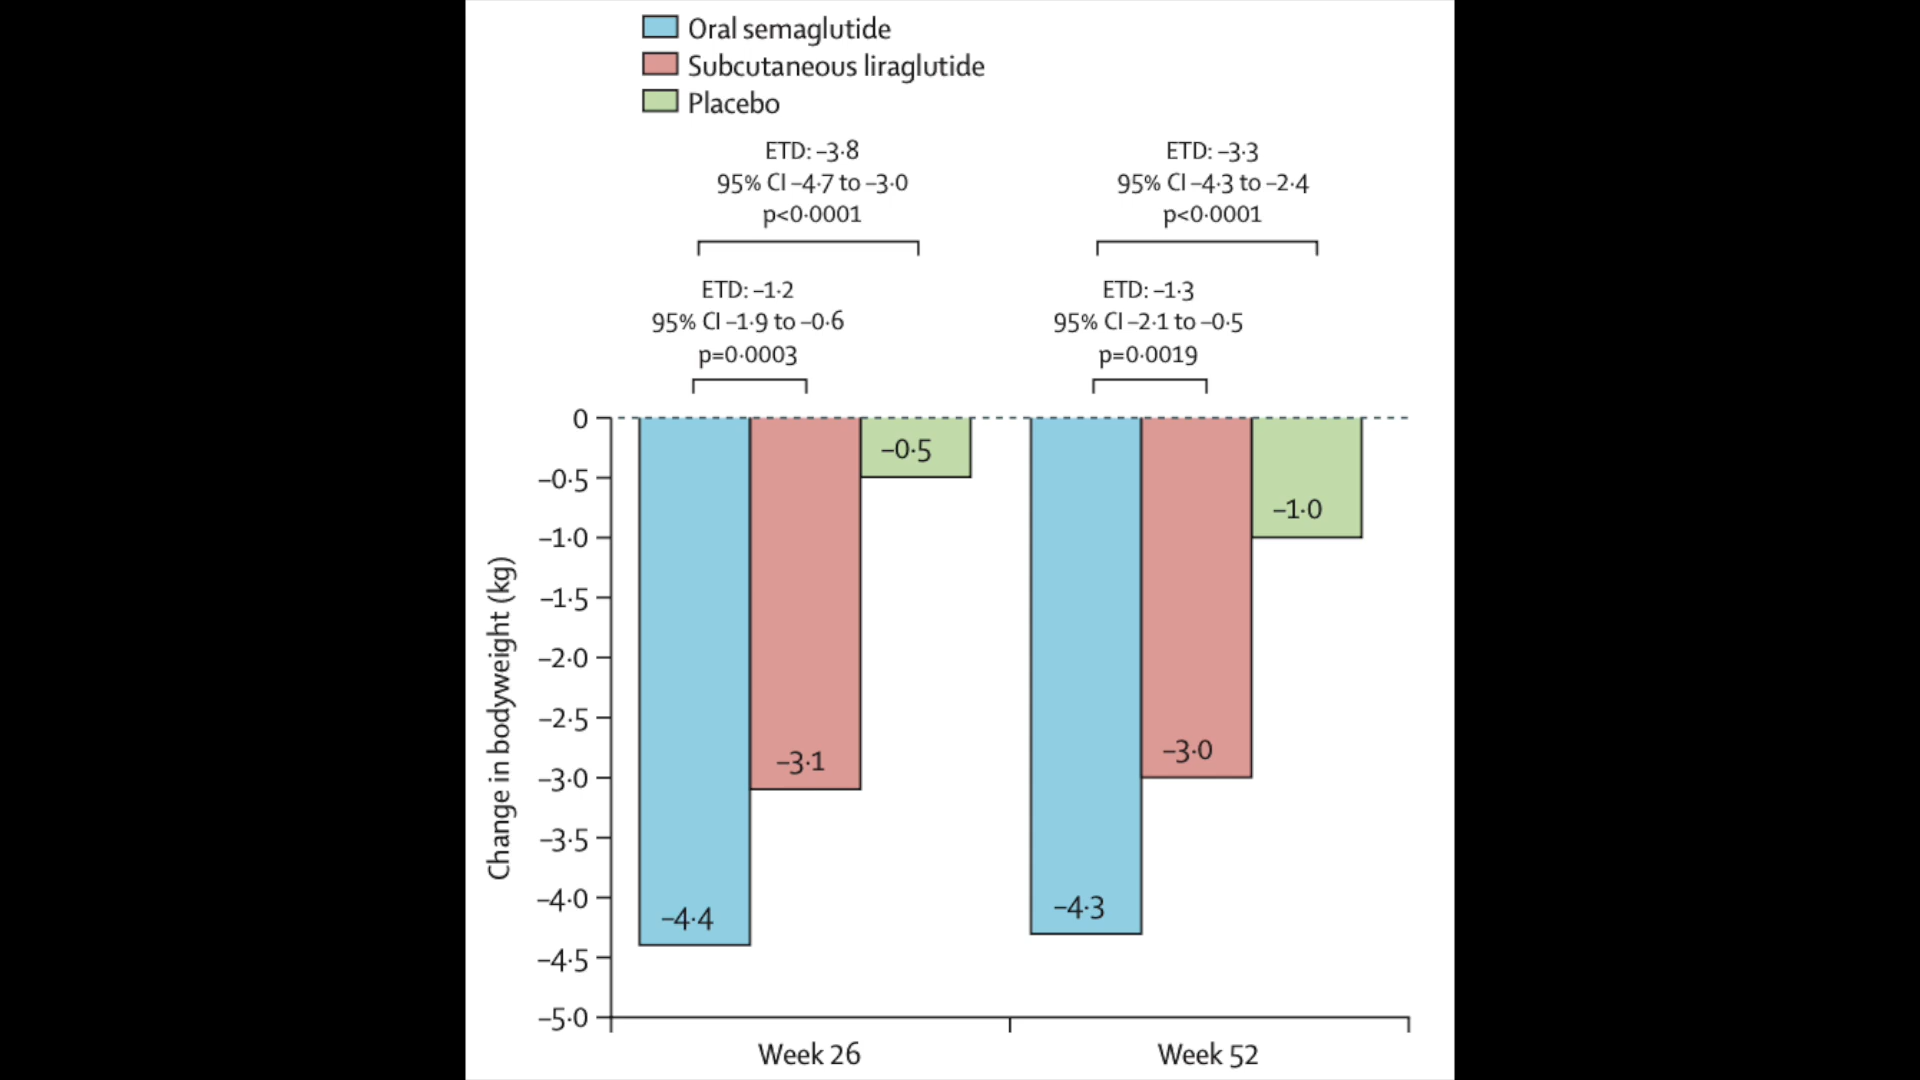 Oral semaglutide
Subcutaneous liraglutide
Placebo
ETD: –3·8
95% CI –4·7 to –3·0
p<0·0001
ETD: –3·3
95% CI –4·3 to –2·4
p<0·0001
ETD: –1·2
95% CI –1·9 to –0·6
p=0·0003
ETD: –1·3
95% CI –2·1 to –0·5
p=0·0019
Change in bodyweight (kg)
0
–0·5
–1·0
–1·5
–2·0
–2·5
–3·0
–3·5
–4·0
–4·5
–5·0
–4·4
–3·1
–0·5
–4·3
–3·0
–1·0
Week 26
Week 52